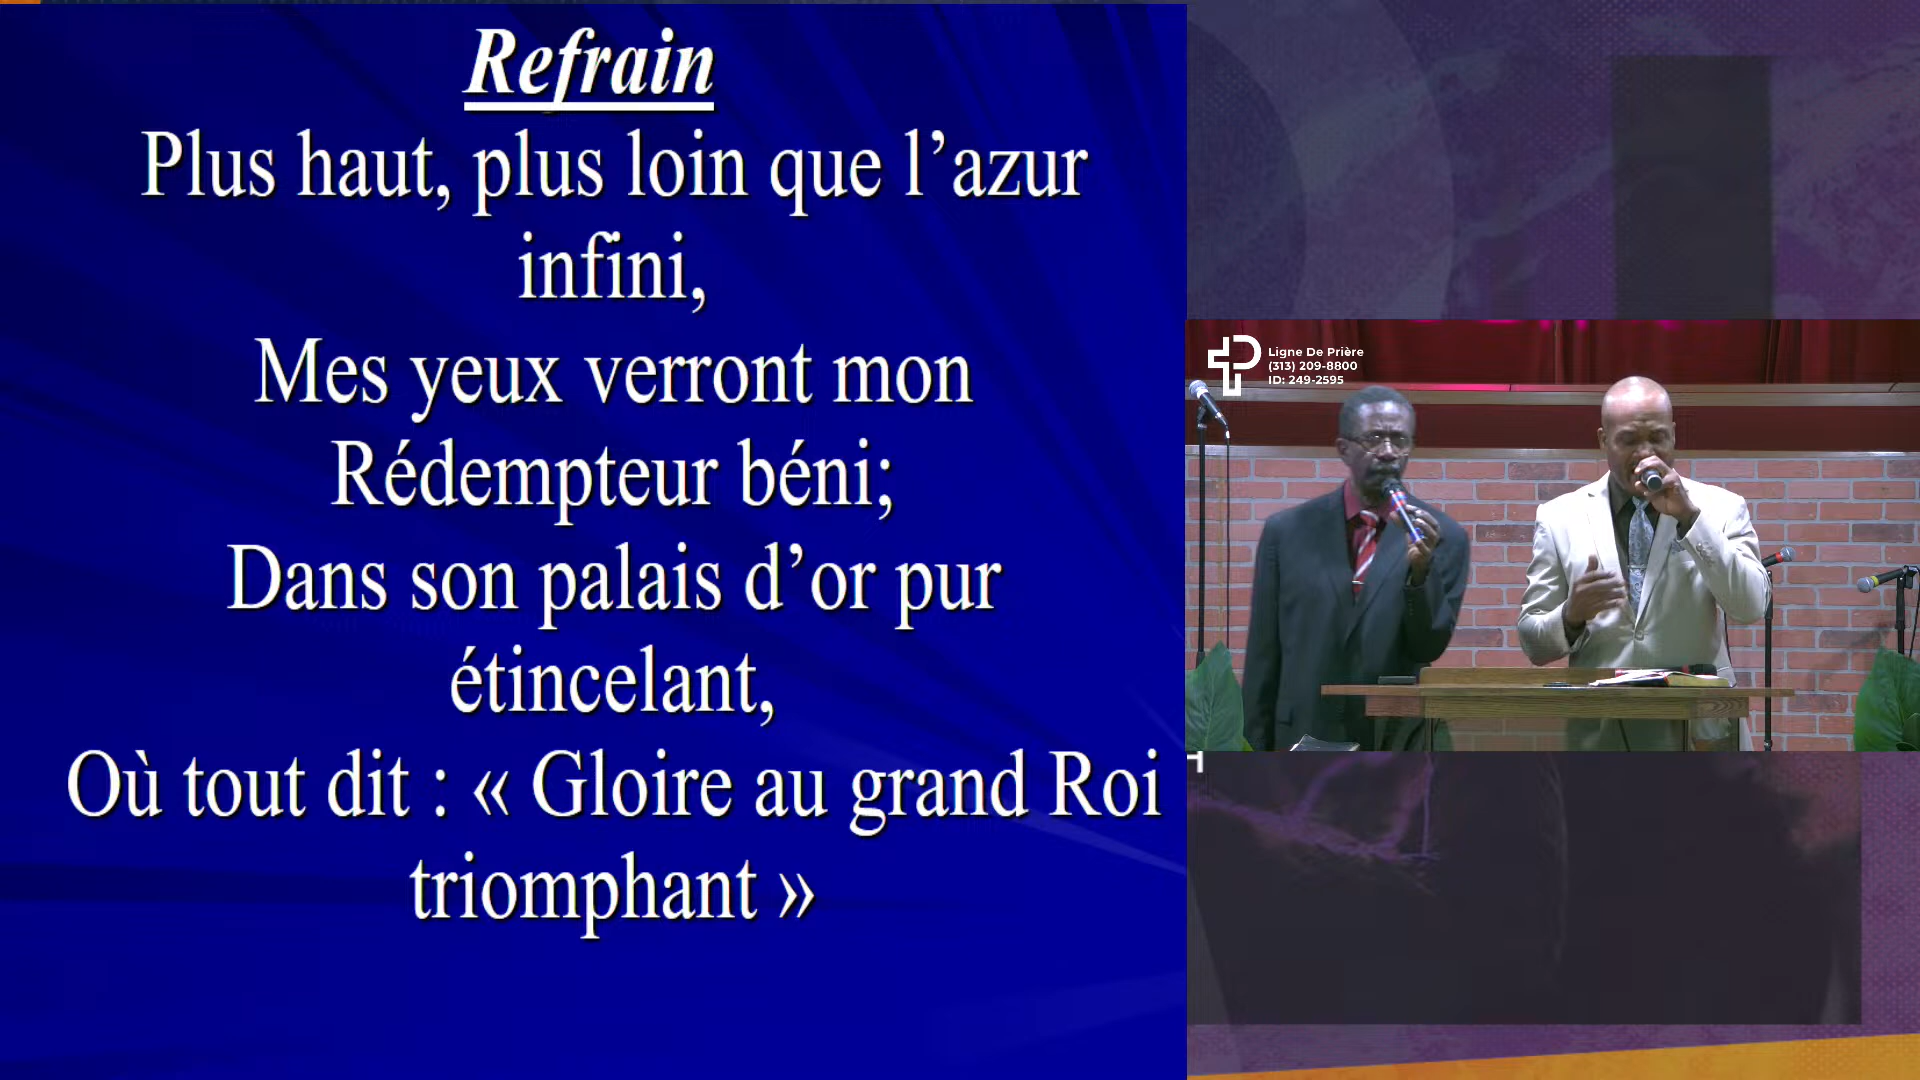 Refrain
Plus haut, plus loin que l’azur
infini,
Mes yeux verront mon
Rédempteur béni;
Dans son palais d’or pur
étincelant,
Où tout dit : « Gloire au grand Roi
triomphant »
Ligne De Prière
(313) 209-8800
ID: 249-2595
H